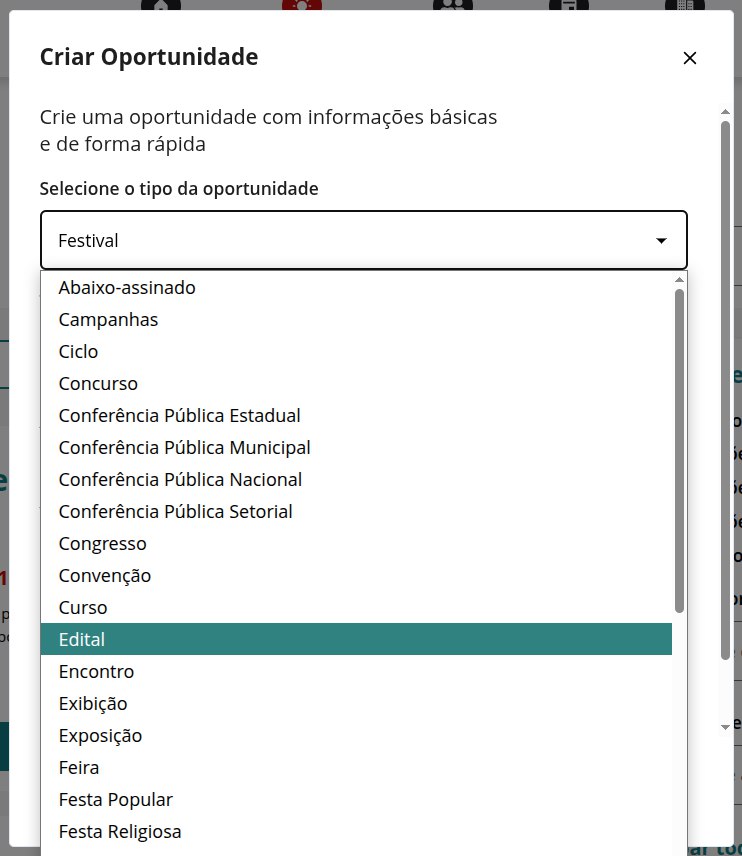 Criar Oportunidade
Crie uma oportunidade com informações básicas
e de forma rápida
Selecione o tipo da oportunidade
Festival
Abaixo-assinado
Campanhas
Ciclo
Concurso
Conferência Pública Estadual
Conferência Pública Municipal
Conferência Pública Nacional
Conferência Pública Setorial
Congresso
Convenção
Curso
Edital
Encontro
Exibição
Exposição
Feira
Festa Popular
Festa Religiosa